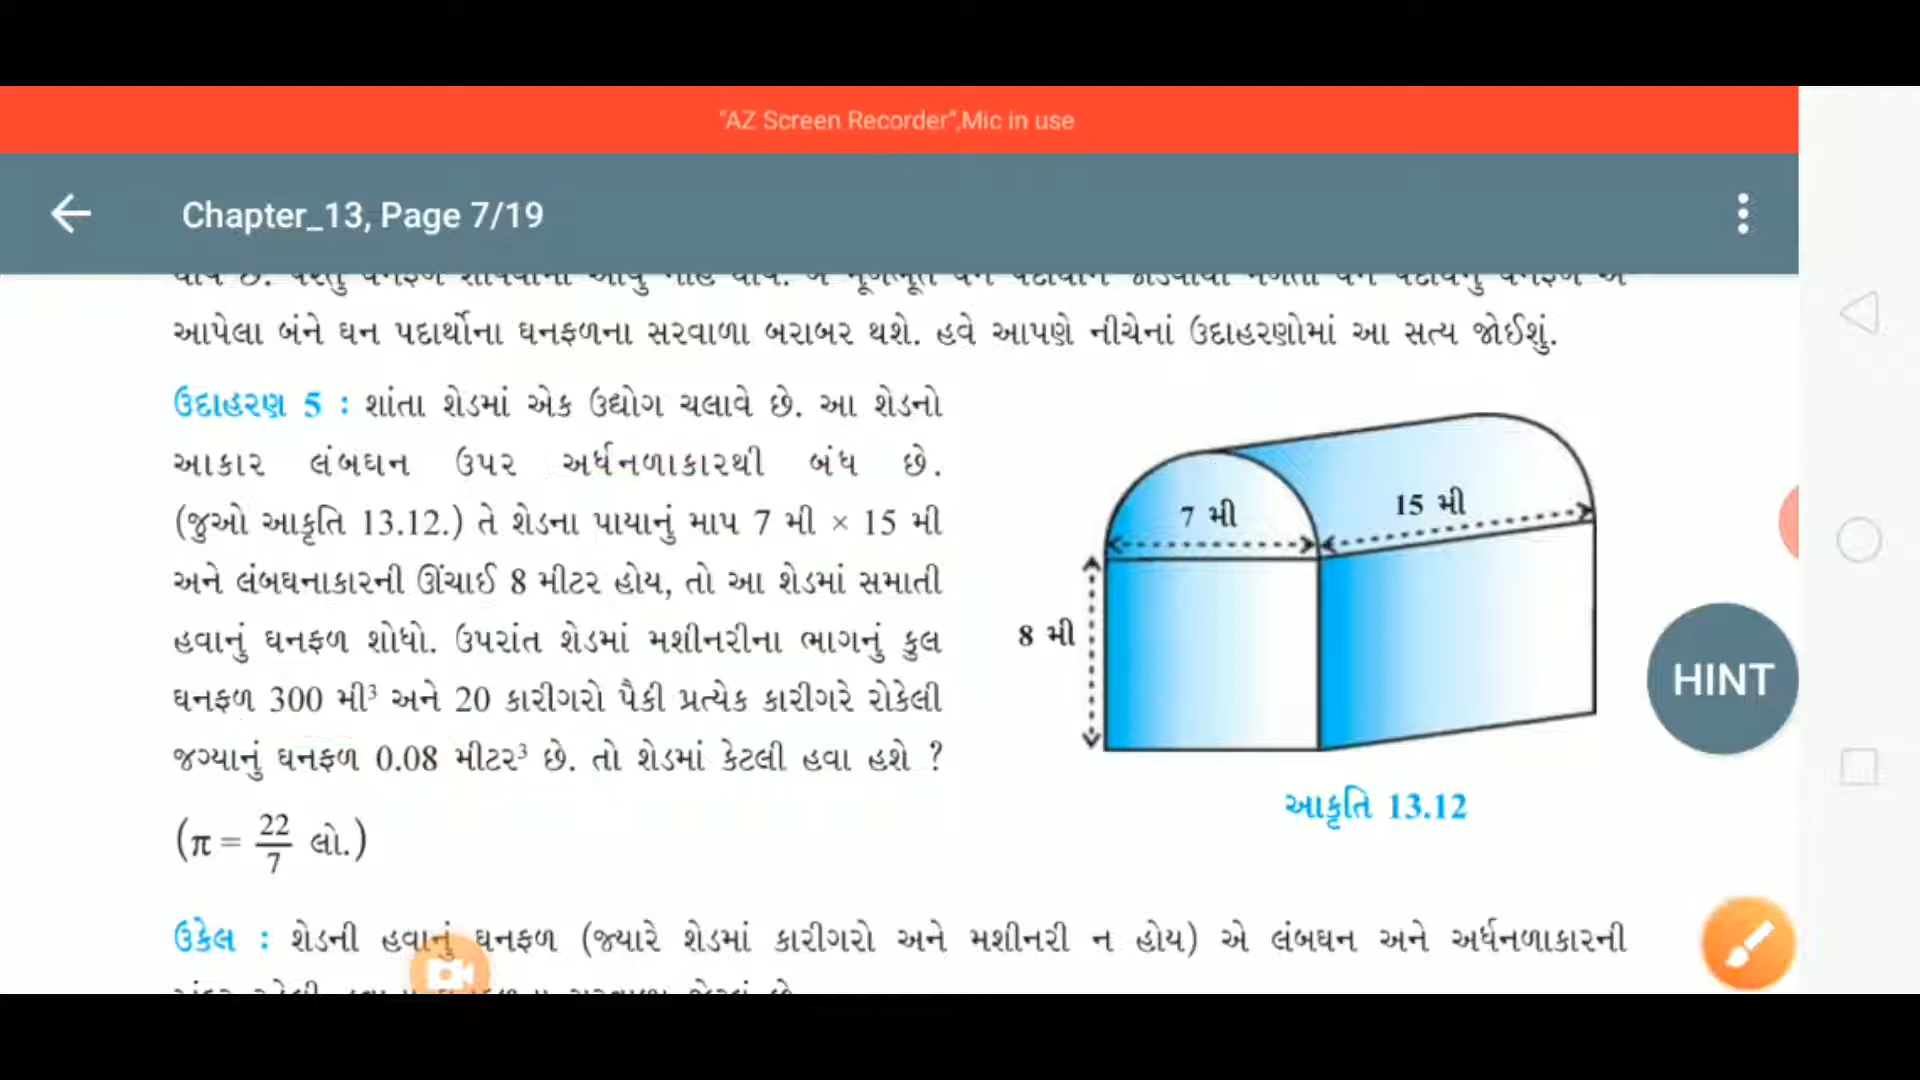 "AZ Screen Recorder",Mic in use
Chapter_13, Page 7/19
આપેલા બંને ઘન પદાર્થોના ઘનફળના સરવાળા બરાબર થશે. હવે આપણે નીચેનાં ઉદાહરણોમાં આ સત્ય જોઈશું.
ઉદાહરણ 5 : શાંતા શેડમાં એક ઉદ્યોગ ચલાવે છે. આ શેડનો
આકાર લંબઘન ઉપર અર્ધનળાકારથી બંધ છે.
(જુઓ આકૃતિ 13.12.) તે શેડના પાયાનું માપ 7 મી × 15 મી
અને લંબઘનાકારની ઊંચાઈ 8 મીટર હોય, તો આ શેડમાં સમાતી
હવાનું ઘનફળ શોધો. ઉપરાંત શેડમાં મશીનરીના ભાગનું કુલ
ઘનફળ 300 મી³ અને 20 કારીગરો પૈકી પ્રત્યેક કારીગરે રોકેલી
જગ્યાનું ઘનફળ 0.08 મીટર³ છે. તો શેડમાં કેટલી હવા હશે ?
(π = 22/7 લો.)
7 મી
15 મી
8 મી
આકૃતિ 13.12
HINT
ઉકેલ : શેડની હવાનું ઘનફળ (જ્યારે શેડમાં કારીગરો અને મશીનરી ન હોય) એ લંબઘન અને અર્ધનળાકારની